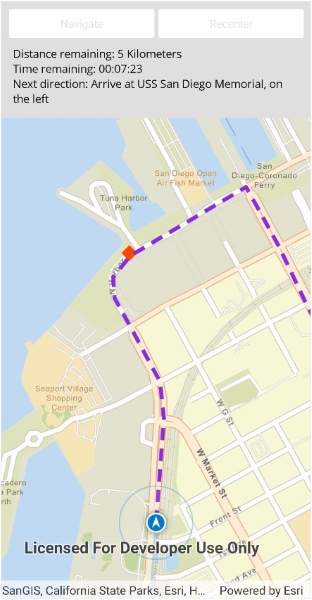 Navigate
Recenter
Distance remaining: 5 Kilometers
Time remaining: 00:07:23
Next direction: Arrive at USS San Diego Memorial, on
the left
San
Diego-Coronado
Ferry
San Diego Open
Air Fish Market
Tuna Harbor
Park
N Harbor
Seaport Village
Shopping
Center
W G St
W Market St
Park
North
Front St
Licensed For Developer Use Only
SanGIS, California State Parks, Esri, H...
Powered by Esri